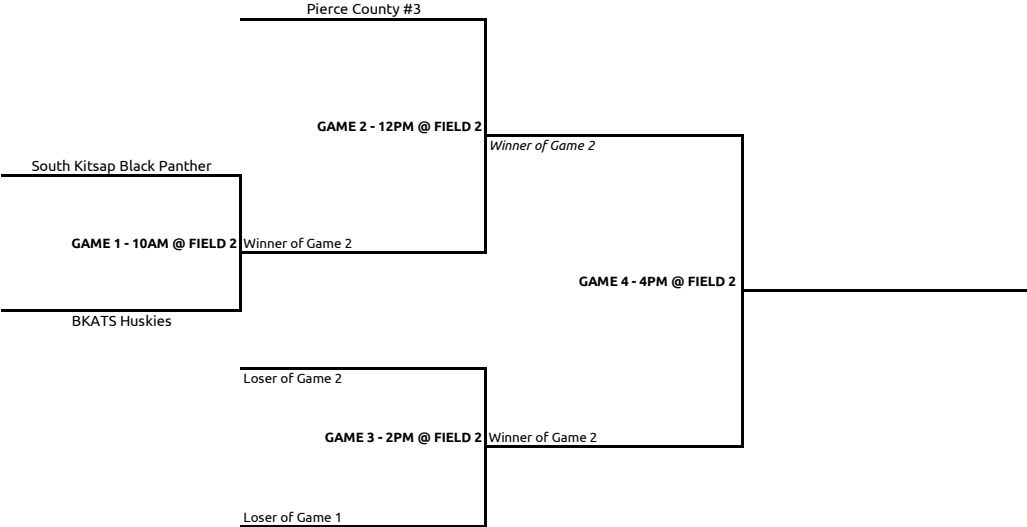 Pierce County #3
GAME 2 - 12PM @ FIELD 2
Winner of Game 2
South Kitsap Black Panther
GAME 1 - 10AM @ FIELD 2
Winner of Game 2
GAME 4 - 4PM @ FIELD 2
BKATS Huskies
Loser of Game 2
GAME 3 - 2PM @ FIELD 2
Winner of Game 2
Loser of Game 1